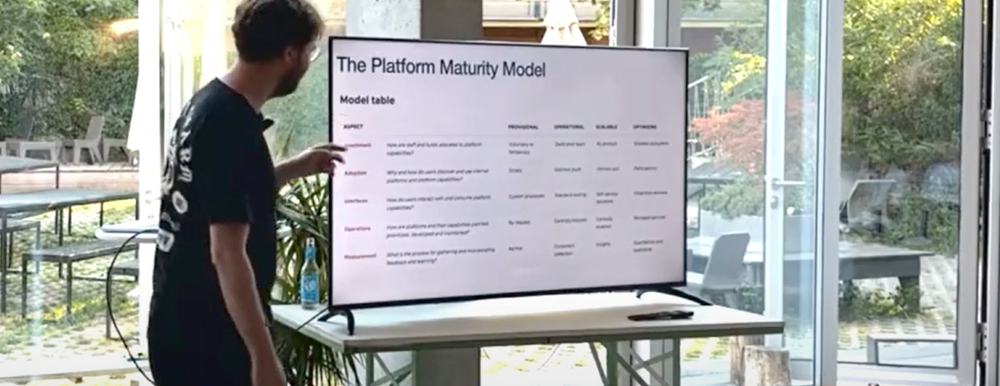 The Platform Maturity Model
Model table
ASPECT PROVISIONAL OPERATIONAL SCALABLE OPTIMIZING
Investment How are staff and funds allocated to platform capabilities? Voluntary or temporary Dedicated team As product Enabled ecosystem
Adoption Why and how do users discover and use internal platforms and platform capabilities? Erratic Extrinsic push Intrinsic pull Participatory
Interfaces How do users interact with and consume platform capabilities? Custom processes Standard tooling Self-service solutions Integrated services
Operations How are platforms and their capabilities planned, prioritized, developed and maintained? By request Centrally tracked Centrally enabled Managed services
Measurement What is the process for gathering and incorporating feedback and learning? Ad hoc Consistent collection Insights Quantitative and qualitative